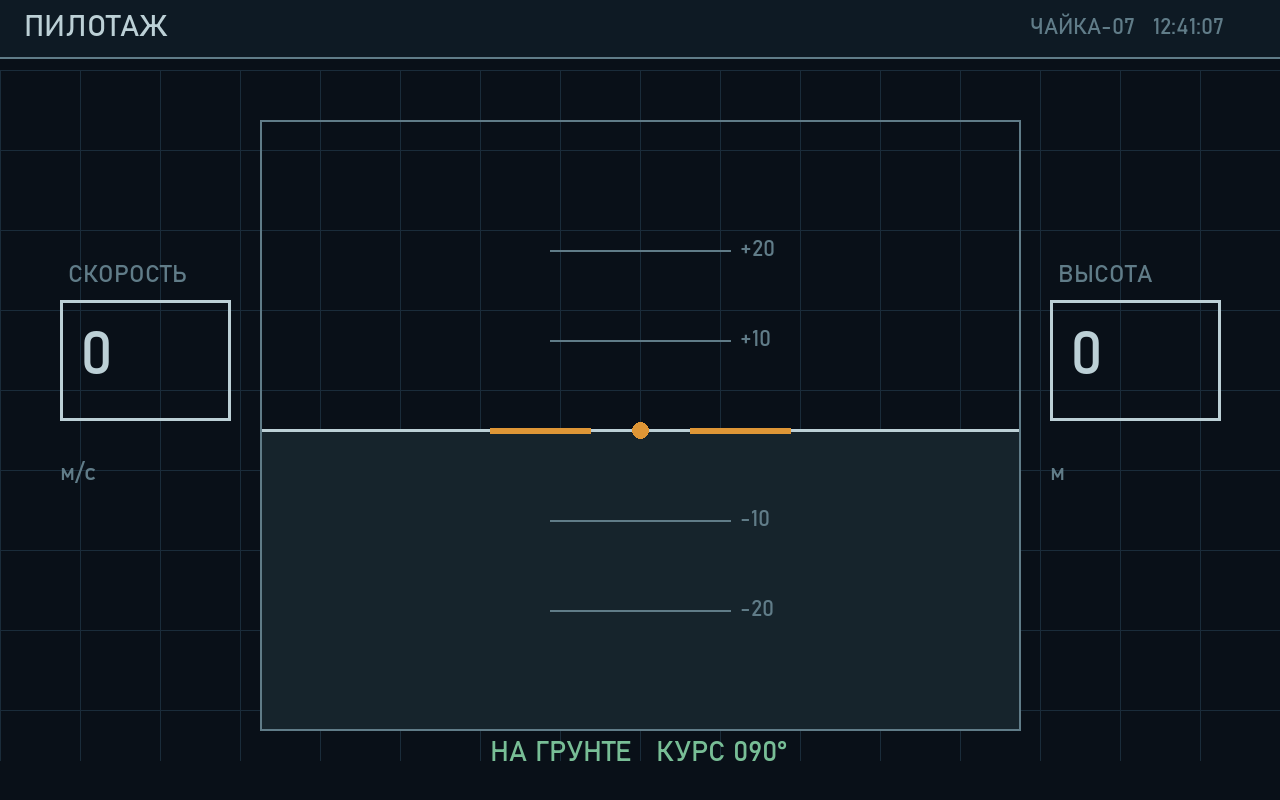 ПИЛОТАЖ
ЧАЙКА-07 12:41:07
+20
СКОРОСТЬ
ВЫСОТА
0
+10
0
м/с
м
-10
-20
НА ГРУНТЕ КУРС 090°